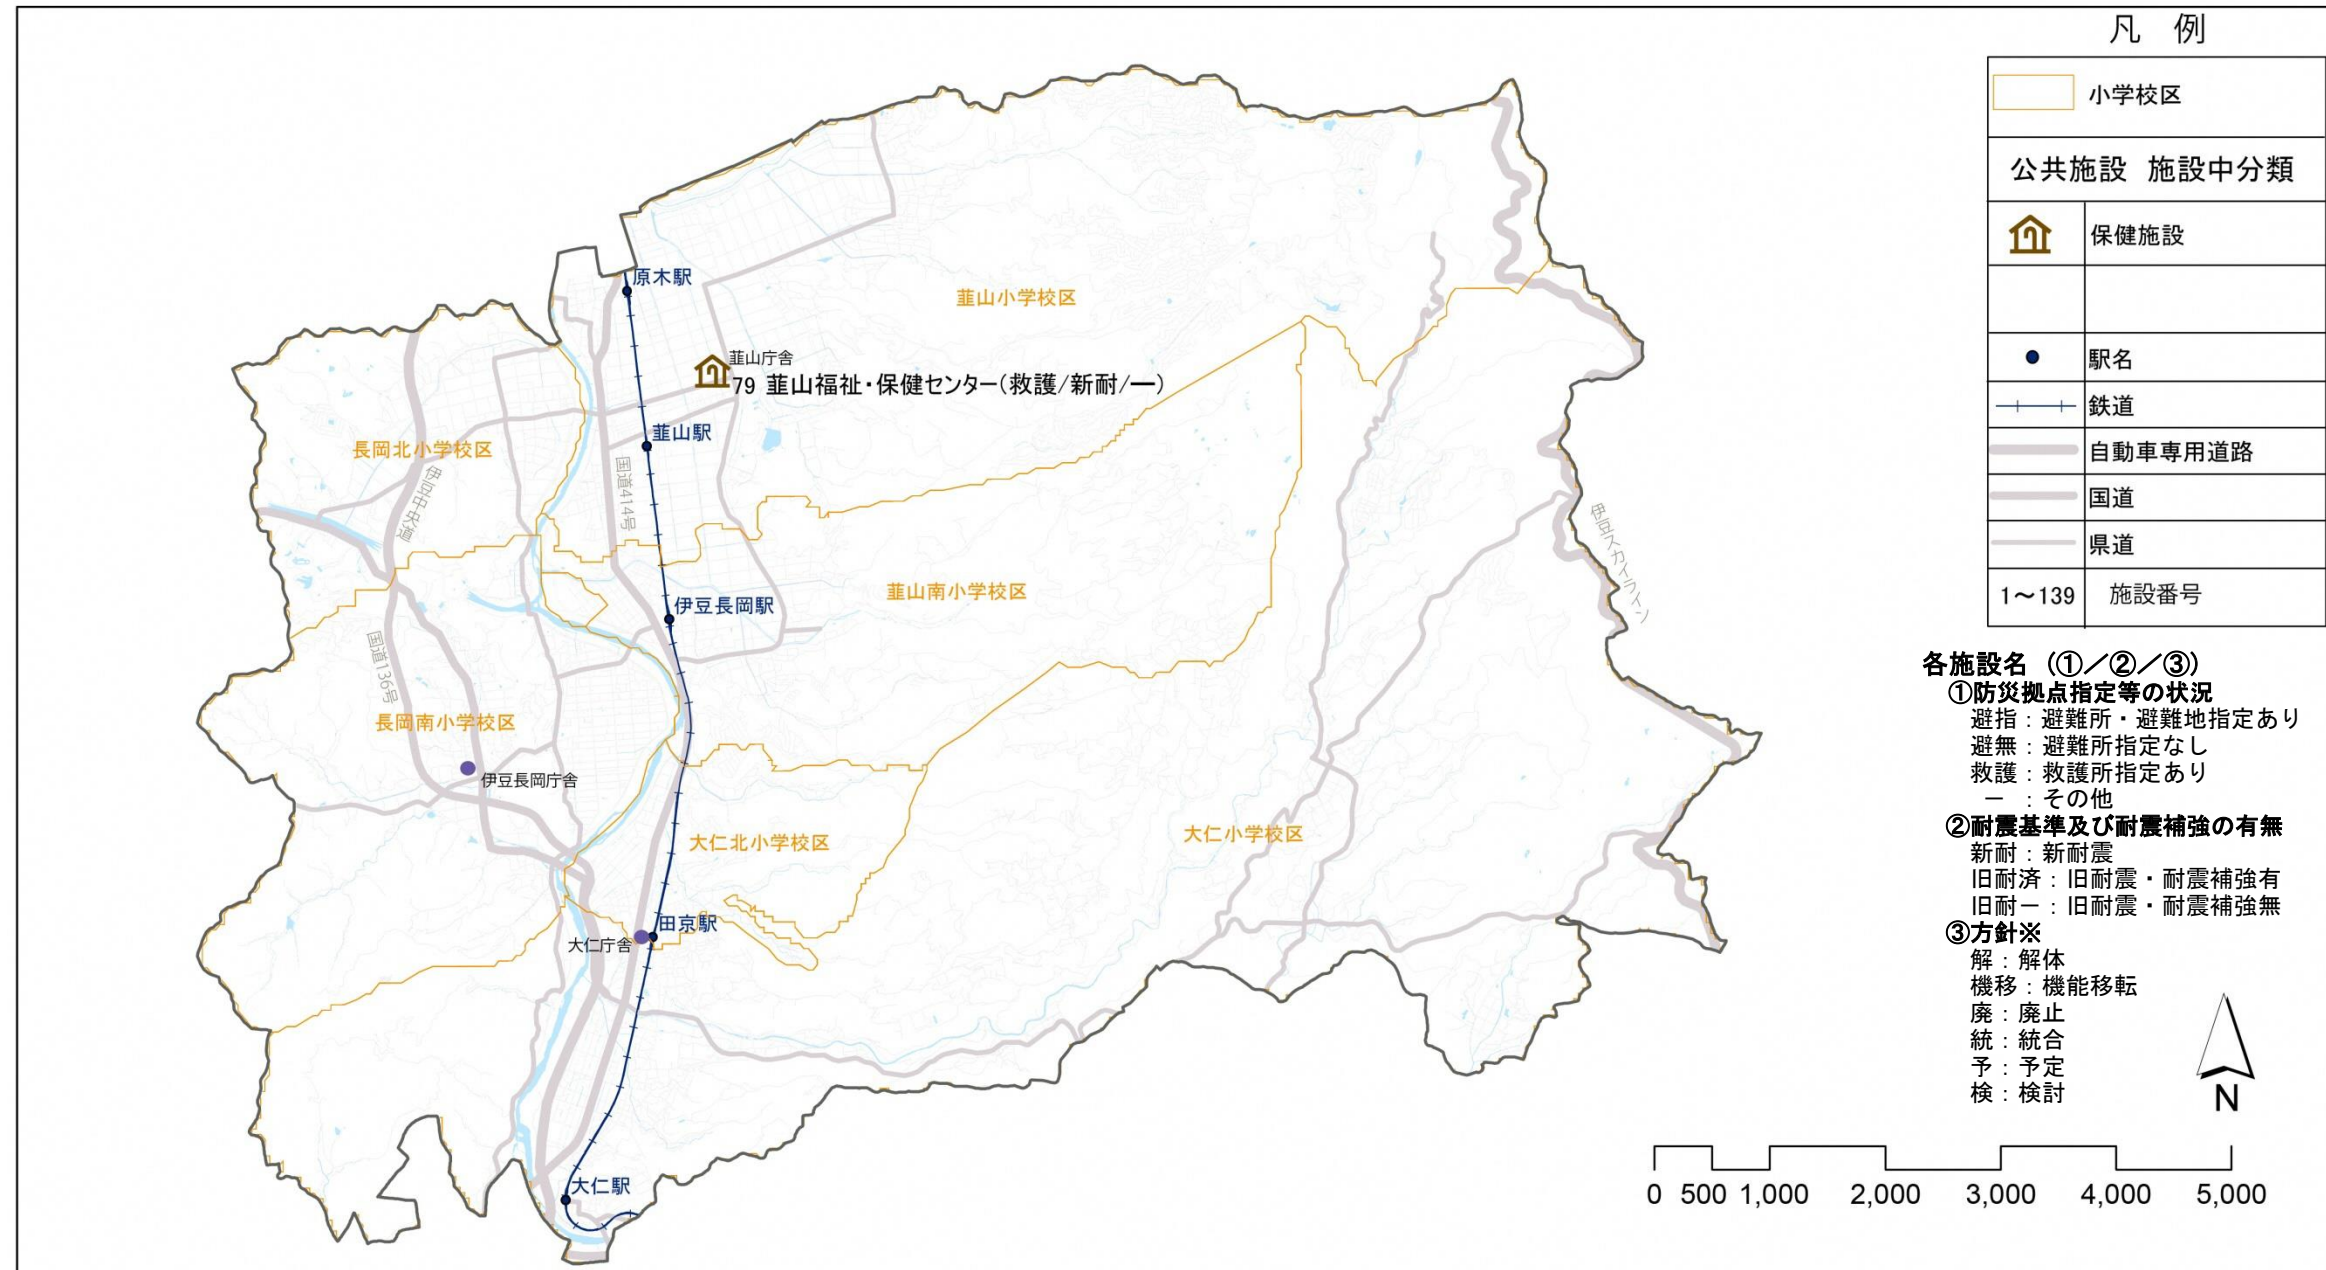 凡 例
小学校区
公共施設 施設中分類
保健施設
駅名
鉄道
自動車専用道路
国道
県道
1～139 施設番号
各施設名（①／②／③）
①防災拠点指定等の状況
避指：避難所・避難地指定あり
避無：避難所指定なし
救護：救護所指定あり
－ ：その他
②耐震基準及び耐震補強の有無
新耐：新耐震
旧耐済：旧耐震・耐震補強有
旧耐－：旧耐震・耐震補強無
③方針※
解：解体
機移：機能移転
廃：廃止
統：統合
予：予定
検：検討
N
0 500 1,000 2,000 3,000 4,000 5,000
原木駅
韮山小学校区
韮山庁舎
79 韮山福祉・保健センター（救護/新耐/ー）
韮山駅
長岡北小学校区
伊豆中央道
国道414号
伊豆スカイライン
韮山南小学校区
伊豆長岡駅
国道136号
長岡南小学校区
伊豆長岡庁舎
大仁北小学校区
大仁小学校区
田京駅
大仁庁舎
大仁駅